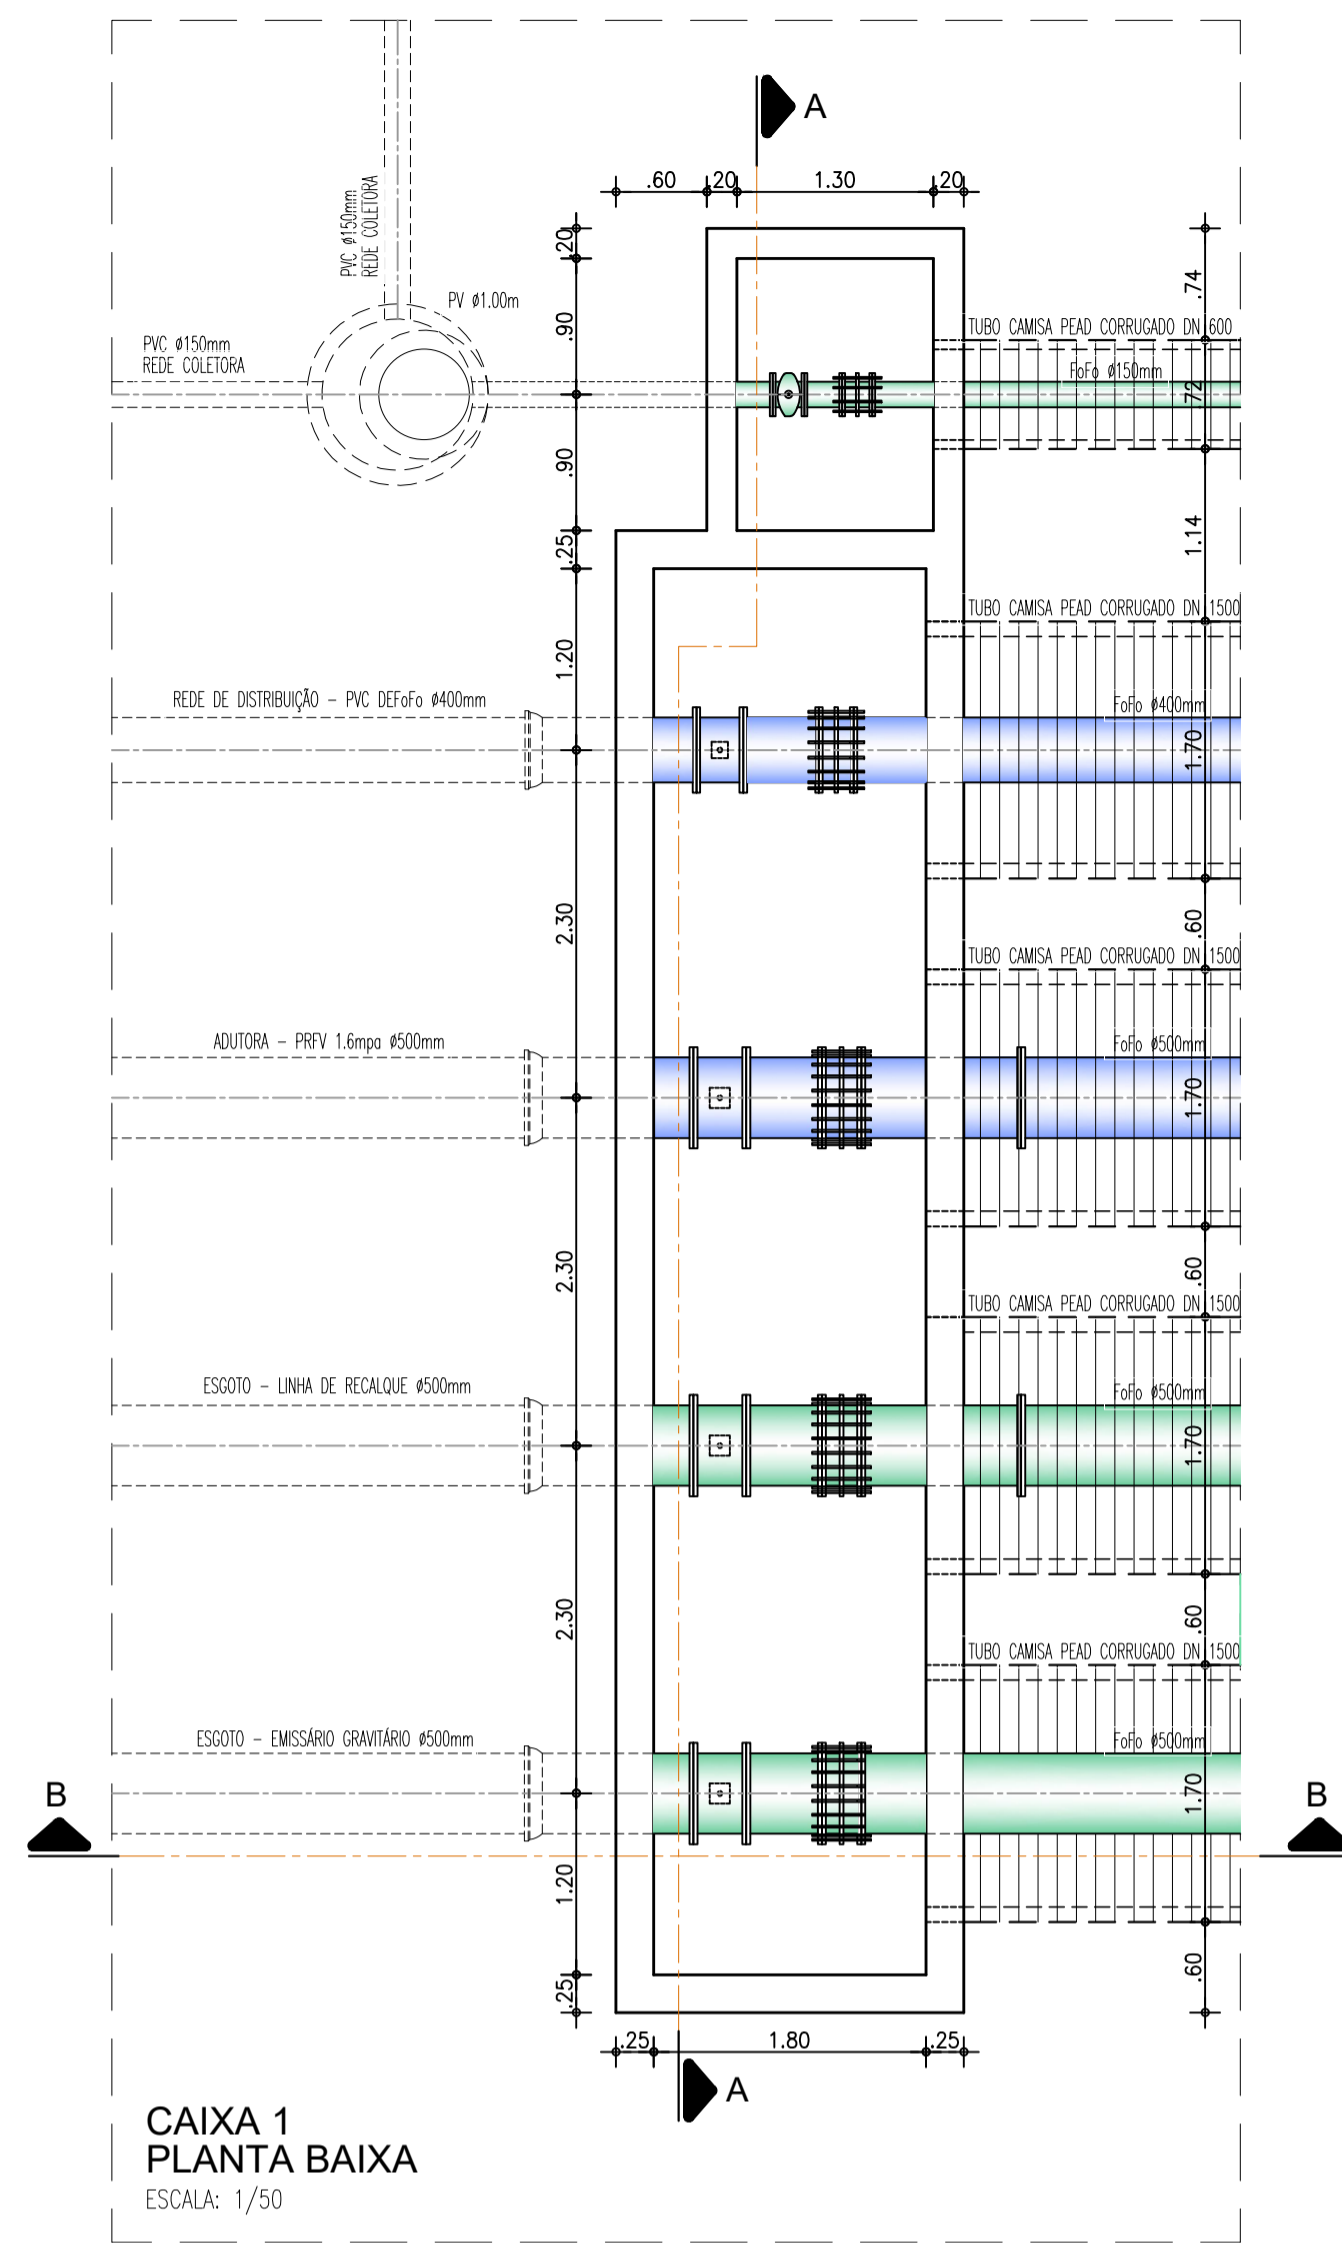 A
.60
.20
1.30
.20
.20
.74
PVC ø150mm
REDE COLETORA
PV ø1.00m
.90
TUBO CAMISA PEAD CORRUGADO DN 600
PVC ø150mm
REDE COLETORA
FoFo ø150mm
.72
.90
.25
1.14
TUBO CAMISA PEAD CORRUGADO DN 1500
1.20
REDE DE DISTRIBUIÇÃO - PVC DEFoFo ø400mm
FoFo ø400mm
1.70
2.30
.60
TUBO CAMISA PEAD CORRUGADO DN 1500
ADUTORA - PRFV 1.6mpa ø500mm
FoFo ø500mm
1.70
2.30
.60
TUBO CAMISA PEAD CORRUGADO DN 1500
ESGOTO - LINHA DE RECALQUE ø500mm
FoFo ø500mm
1.70
2.30
.60
TUBO CAMISA PEAD CORRUGADO DN 1500
ESGOTO - EMISSÁRIO GRAVITÁRIO ø500mm
FoFo ø500mm
1.70
B
B
1.20
.60
.25
.25
1.80
.25
A
CAIXA 1
PLANTA BAIXA
ESCALA: 1/50